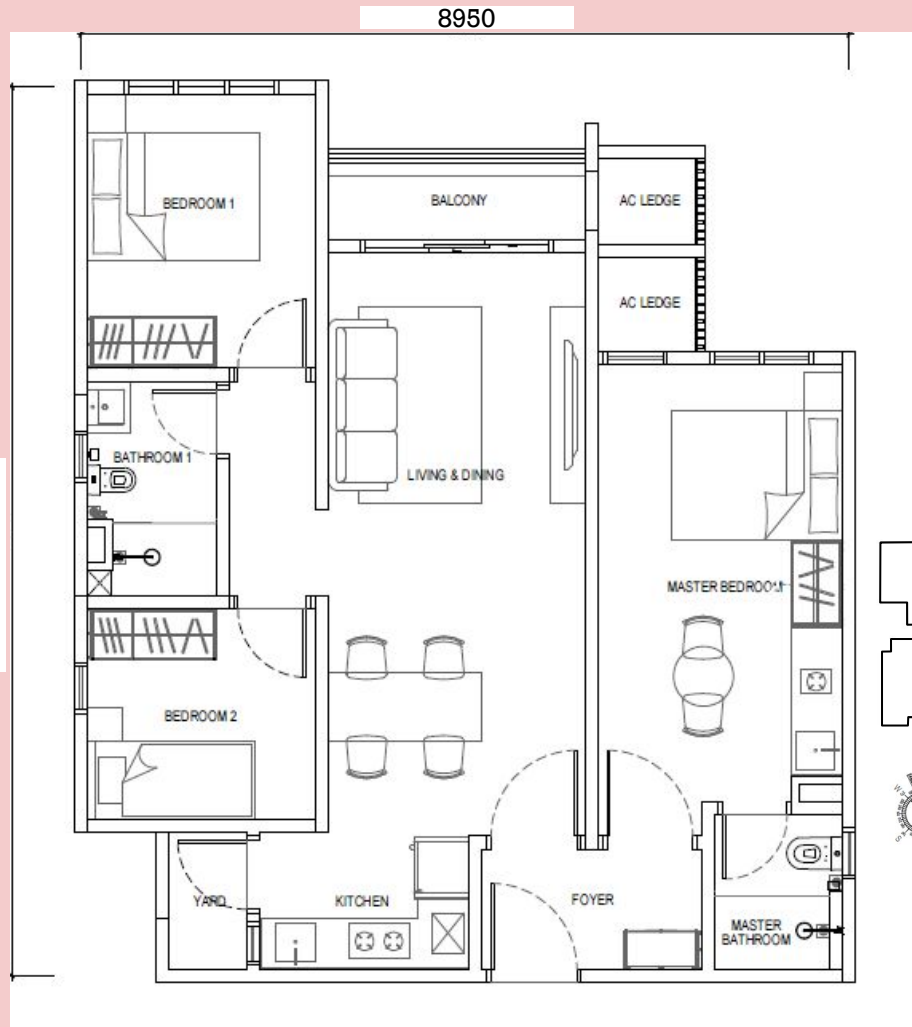 8950
BEDROOM 1
BALCONY
AC LEDGE
AC LEDGE
BATHROOM 1
LIVING & DINING
MASTER BEDROOM
BEDROOM 2
YARD
KITCHEN
FOYER
MASTER
BATHROOM